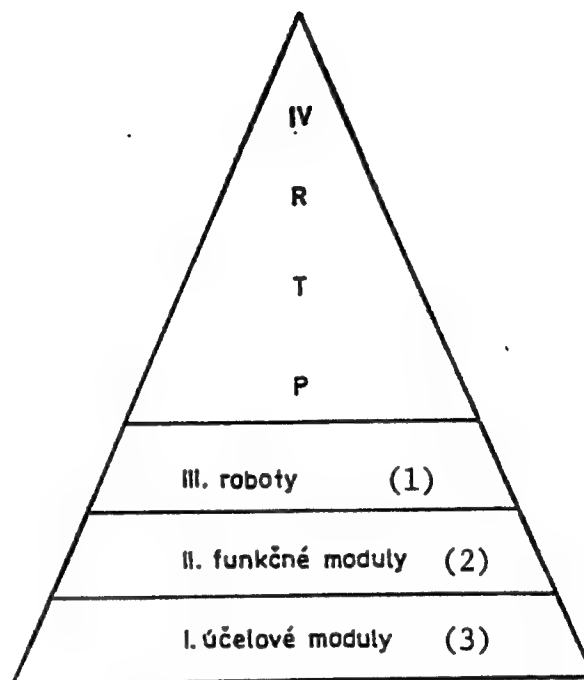 IV
R
T
P
III. roboty (1)
II. funkčné moduly (2)
I. účelové moduly (3)